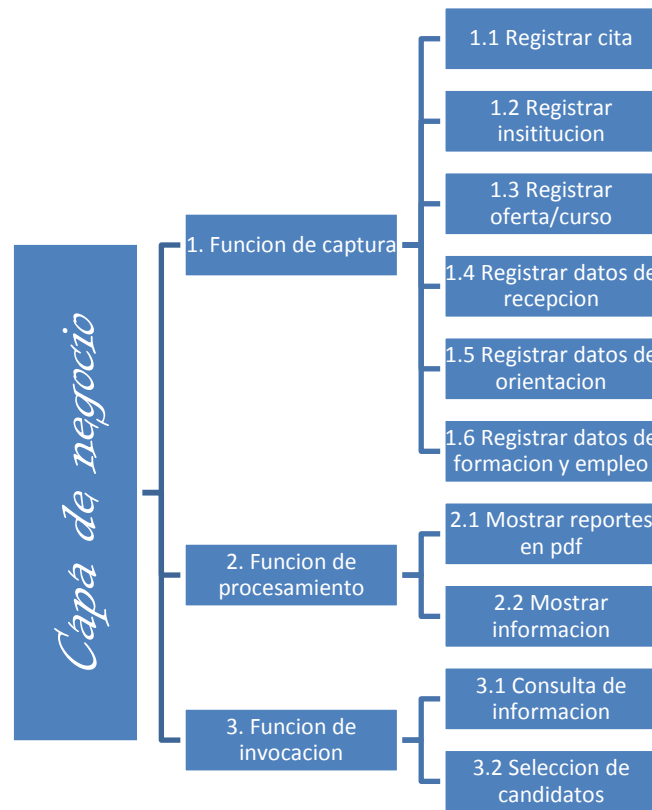 Capa de negocio
1. Funcion de captura
1.1 Registrar cita
1.2 Registrar
insititucion
1.3 Registrar
oferta/curso
1.4 Registrar datos de
recepcion
1.5 Registrar datos de
orientacion
1.6 Registrar datos de
formacion y empleo
2. Funcion de
procesamiento
2.1 Mostrar reportes
en pdf
2.2 Mostrar
informacion
3. Funcion de
invocacion
3.1 Consulta de
informacion
3.2 Seleccion de
candidatos